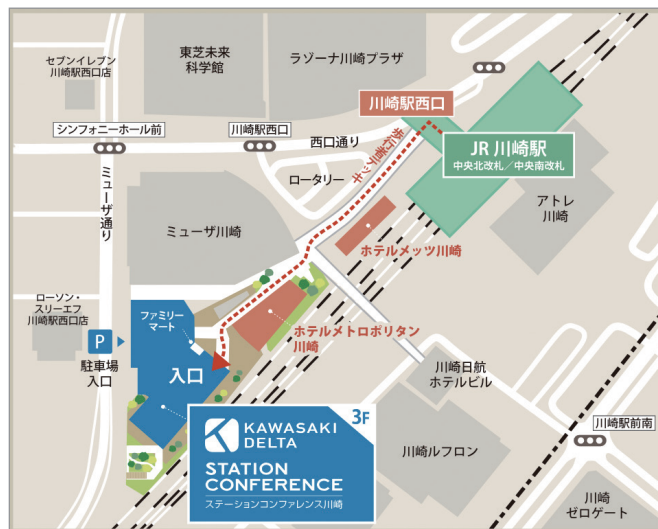 セブンイレブン
川崎駅西口店
東芝未来
科学館
ラゾーナ川崎プラザ
川崎駅西口
シンフォニーホール前
川崎駅西口
西口通り
歩行者デッキ
JR 川崎駅
中央北改札／中央南改札
ロータリー
アトレ
川崎
ミューザ通り
ミューザ川崎
ホテルメッツ川崎
ローソン・
スリーエフ
川崎駅西口店
ファミリー
マート
ホテルメトロポリタン
川崎
P
駐車場
入口
入口
川崎日航
ホテルビル
3F
KAWASAKI
DELTA
STATION
CONFERENCE
ステーションコンファレンス川崎
川崎ルフロン
川崎駅前南
川崎
ゼロゲート